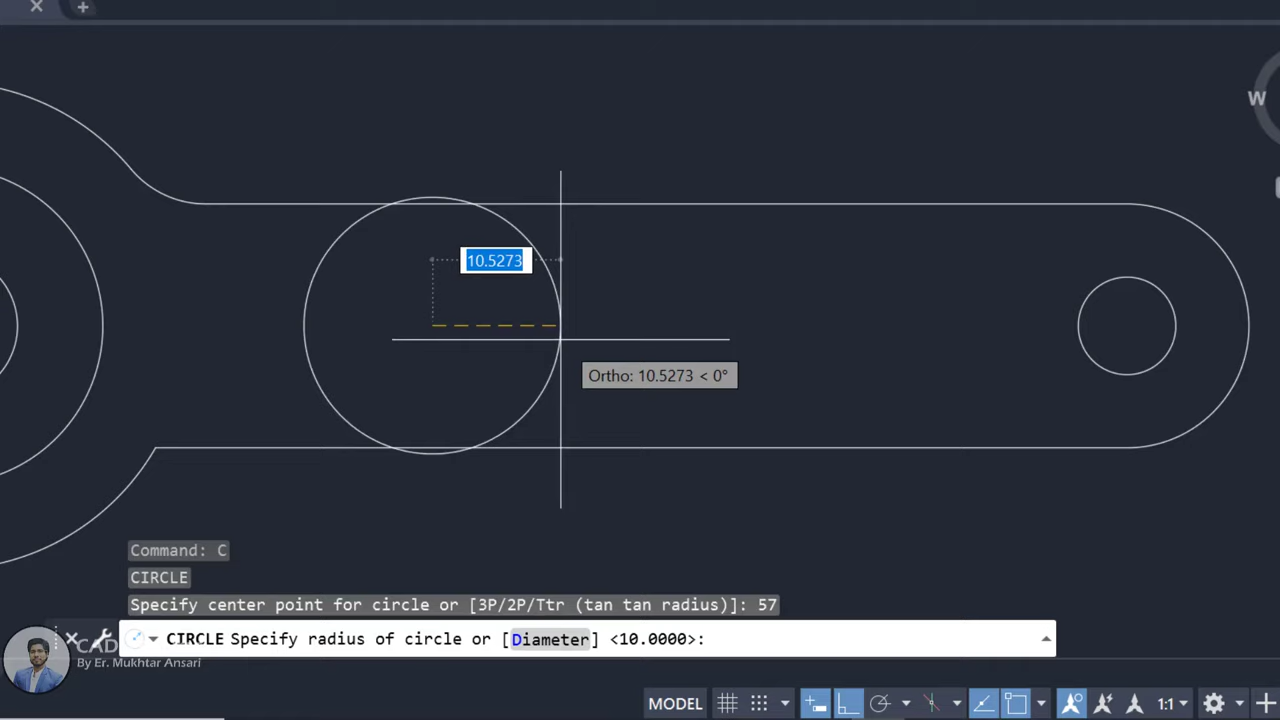 W
10.5273
Ortho: 10.5273 < 0°
Command: C
CIRCLE
Specify center point for circle or [3P/2P/Ttr (tan tan radius)]: 57
CIRCLE Specify radius of circle or [Diameter] <10.0000>:
CAD
By Er. Mukhtar Ansari
MODEL
1:1